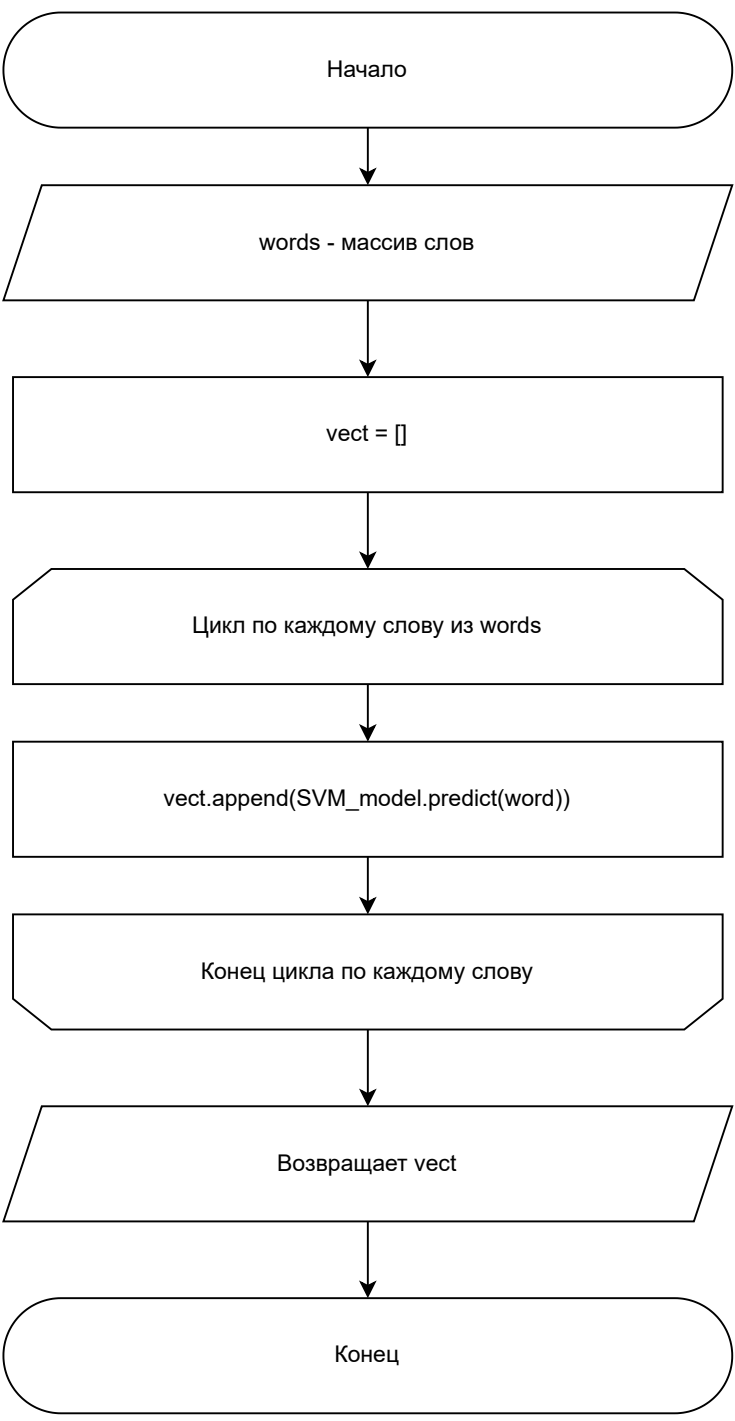 Начало
words - массив слов
vect = []
Цикл по каждому слову из words
vect.append(SVM_model.predict(word))
Конец цикла по каждому слову
Возвращает vect
Конец